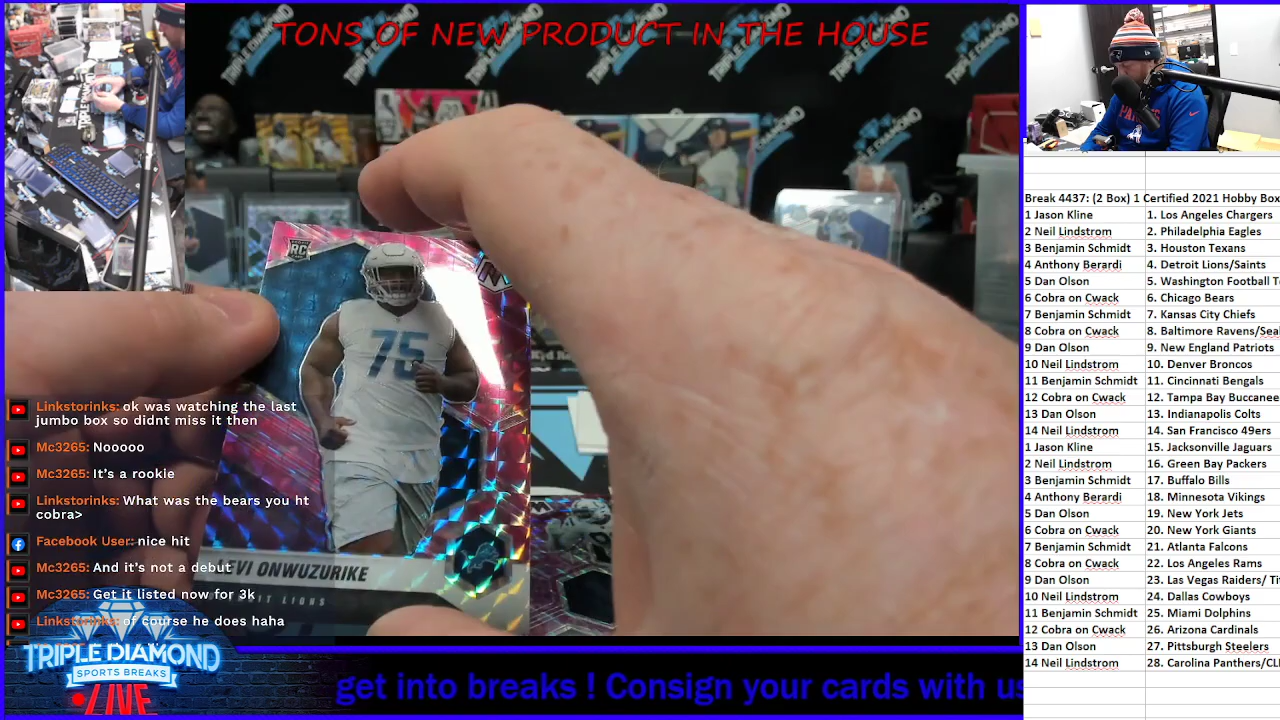 TONS OF NEW PRODUCT IN THE HOUSE
RC
75
EVI ONWUZURIKE
DETROIT LIONS
Linkstorinks: ok was watching the last
jumbo box so didnt miss it then
Mc3265: Nooooo
Mc3265: It's a rookie
Linkstorinks: What was the bears you ht
cobra>
Facebook User: nice hit
Mc3265: And it's not a debut
Mc3265: Get it listed now for 3k
Linkstorinks: of course he does haha
TRIPLE DIAMOND
SPORTS BREAKS
LIVE
get into breaks ! Consign your cards with
Break 4437: (2 Box) 1 Certified 2021 Hobby Box
1 Jason Kline 1. Los Angeles Chargers
2 Neil Lindstrom 2. Philadelphia Eagles
3 Benjamin Schmidt 3. Houston Texans
4 Anthony Berardi 4. Detroit Lions/Saints
5 Dan Olson 5. Washington Football T
6 Cobra on Cwack 6. Chicago Bears
7 Benjamin Schmidt 7. Kansas City Chiefs
8 Cobra on Cwack 8. Baltimore Ravens/Sea
9 Dan Olson 9. New England Patriots
10 Neil Lindstrom 10. Denver Broncos
11 Benjamin Schmidt 11. Cincinnati Bengals
12 Cobra on Cwack 12. Tampa Bay Buccanee
13 Dan Olson 13. Indianapolis Colts
14 Neil Lindstrom 14. San Francisco 49ers
1 Jason Kline 15. Jacksonville Jaguars
2 Neil Lindstrom 16. Green Bay Packers
3 Benjamin Schmidt 17. Buffalo Bills
4 Anthony Berardi 18. Minnesota Vikings
5 Dan Olson 19. New York Jets
6 Cobra on Cwack 20. New York Giants
7 Benjamin Schmidt 21. Atlanta Falcons
8 Cobra on Cwack 22. Los Angeles Rams
9 Dan Olson 23. Las Vegas Raiders/ Ti
10 Neil Lindstrom 24. Dallas Cowboys
11 Benjamin Schmidt 25. Miami Dolphins
12 Cobra on Cwack 26. Arizona Cardinals
13 Dan Olson 27. Pittsburgh Steelers
14 Neil Lindstrom 28. Carolina Panthers/CL